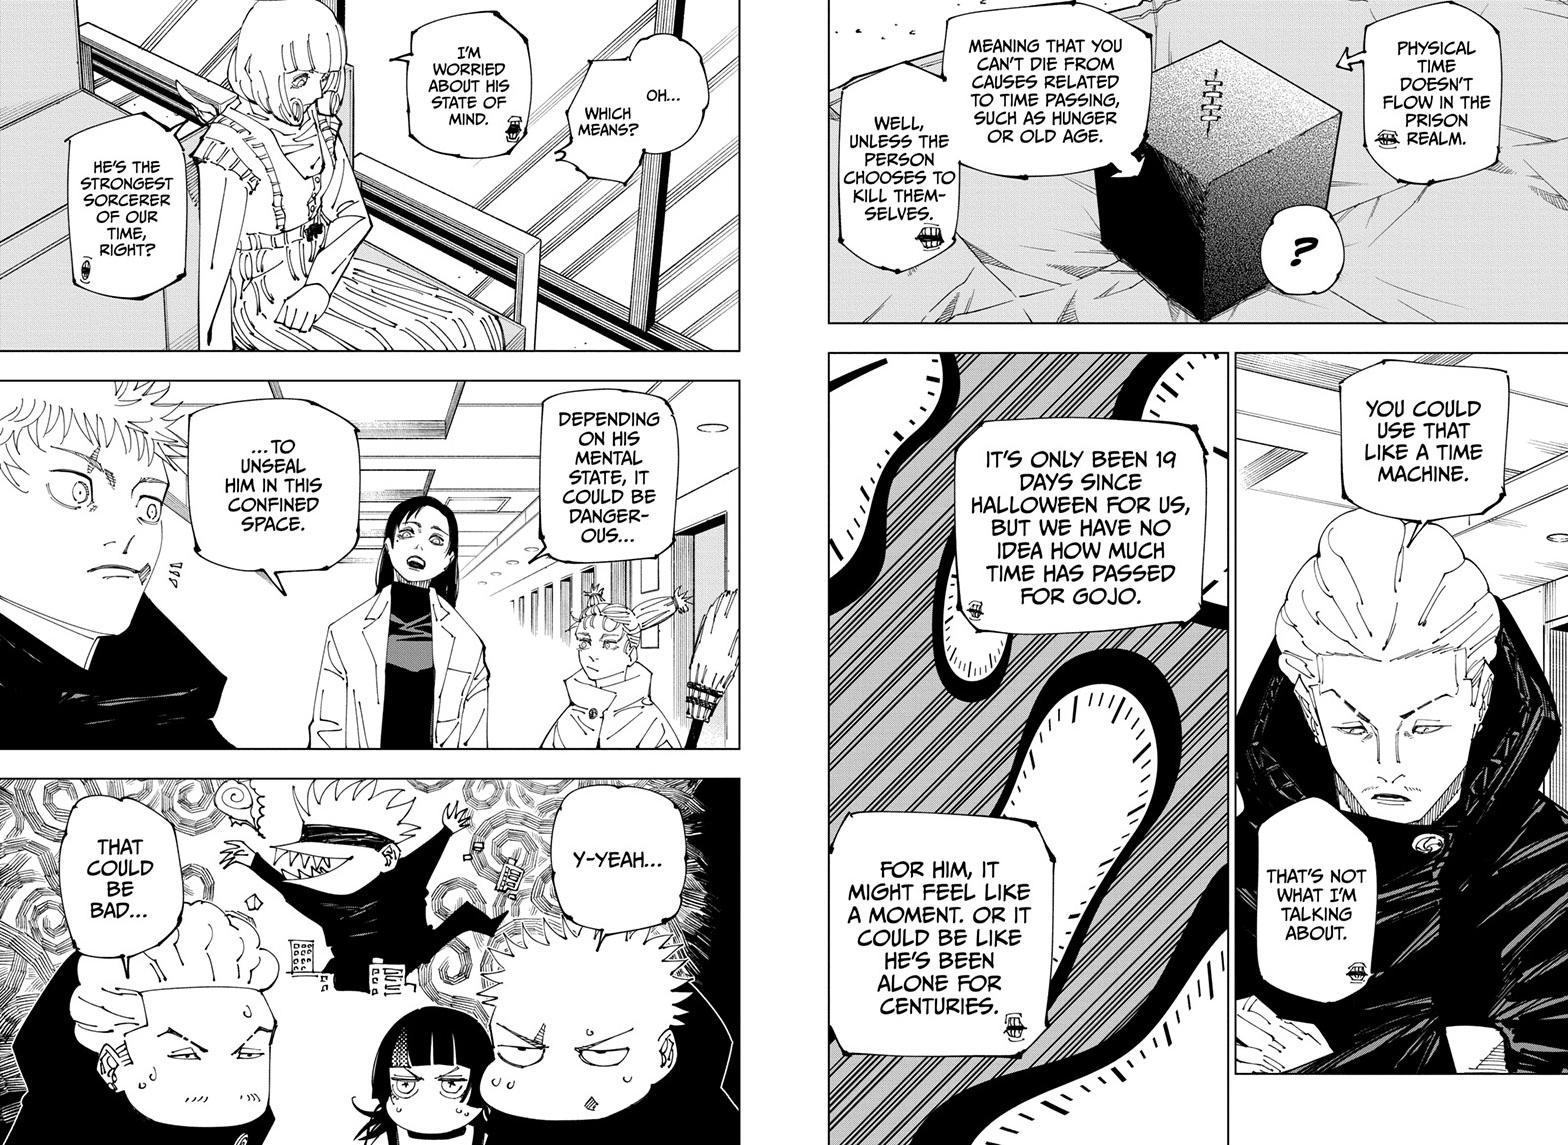 PHYSICAL
TIME
DOESN'T
FLOW IN THE
PRISON
REALM.
MEANING THAT YOU
CAN'T DIE FROM
CAUSES RELATED
TO TIME PASSING,
SUCH AS HUNGER
OR OLD AGE.
WELL,
UNLESS THE
PERSON
CHOOSES TO
KILL THEM-
SELVES.
?
YOU COULD
USE THAT
LIKE A TIME
MACHINE.
THAT'S NOT
WHAT I'M
TALKING
ABOUT.
IT'S ONLY BEEN 19
DAYS SINCE
HALLOWEEN FOR US,
BUT WE HAVE NO
IDEA HOW MUCH
TIME HAS PASSED
FOR GOJO.
FOR HIM, IT
MIGHT FEEL LIKE
A MOMENT. OR IT
COULD BE LIKE
HE'S BEEN
ALONE FOR
CENTURIES.
OH...
WHICH
MEANS?
I'M
WORRIED
ABOUT HIS
STATE OF
MIND.
HE'S THE
STRONGEST
SORCERER
OF OUR
TIME,
RIGHT?
DEPENDING
ON HIS
MENTAL
STATE, IT
COULD BE
DANGER-
OUS...
...TO
UNSEAL
HIM IN THIS
CONFINED
SPACE.
Y-YEAH...
THAT
COULD
BE
BAD...